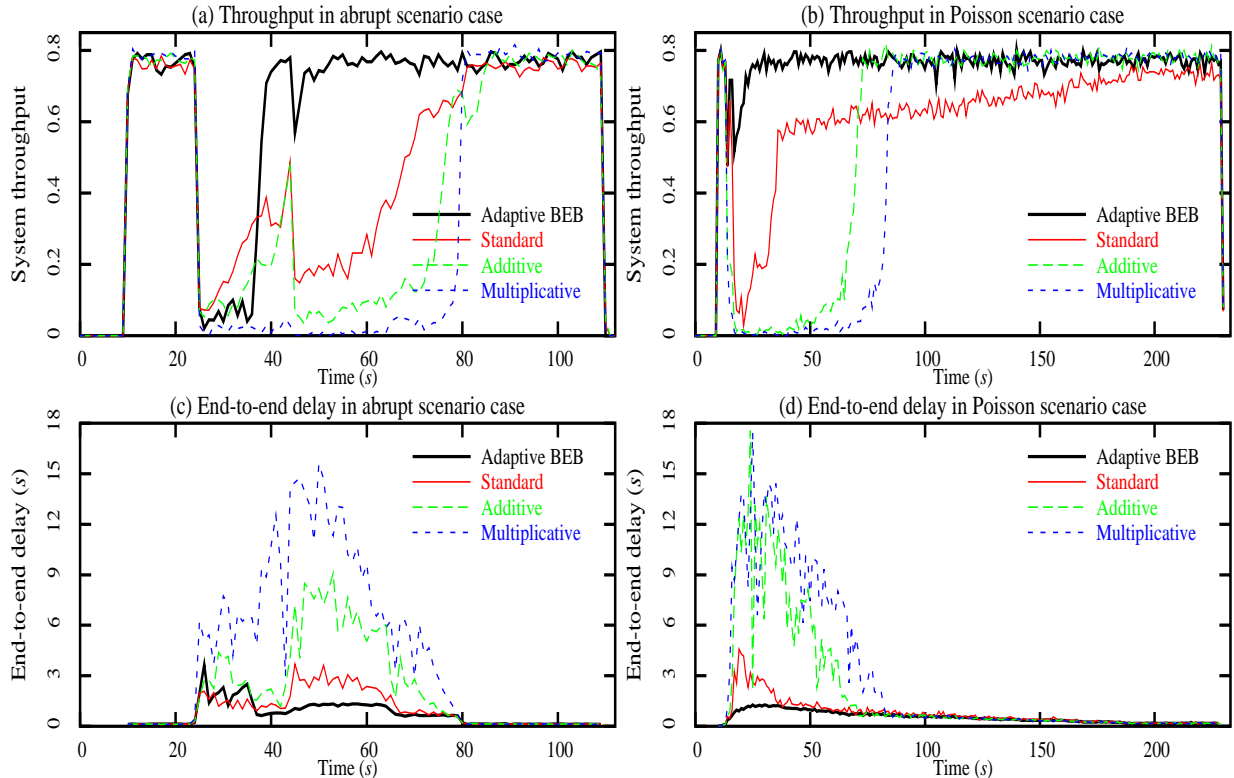 (a) Throughput in abrupt scenario case
System throughput
0.8
0.6
0.4
0.2
0
Adaptive BEB
Standard
Additive
Multiplicative
0 20 40 60 80 100
Time (s)
(b) Throughput in Poisson scenario case
System throughput
0.8
0.6
0.4
0.2
0
Adaptive BEB
Standard
Additive
Multiplicative
0 50 100 150 200
Time (s)
(c) End-to-end delay in abrupt scenario case
End-to-end delay (s)
18
15
12
9
6
3
0
Adaptive BEB
Standard
Additive
Multiplicative
0 20 40 60 80 100
Time (s)
(d) End-to-end delay in Poisson scenario case
End-to-end delay (s)
18
15
12
9
6
3
0
Adaptive BEB
Standard
Additive
Multiplicative
0 50 100 150 200
Time (s)